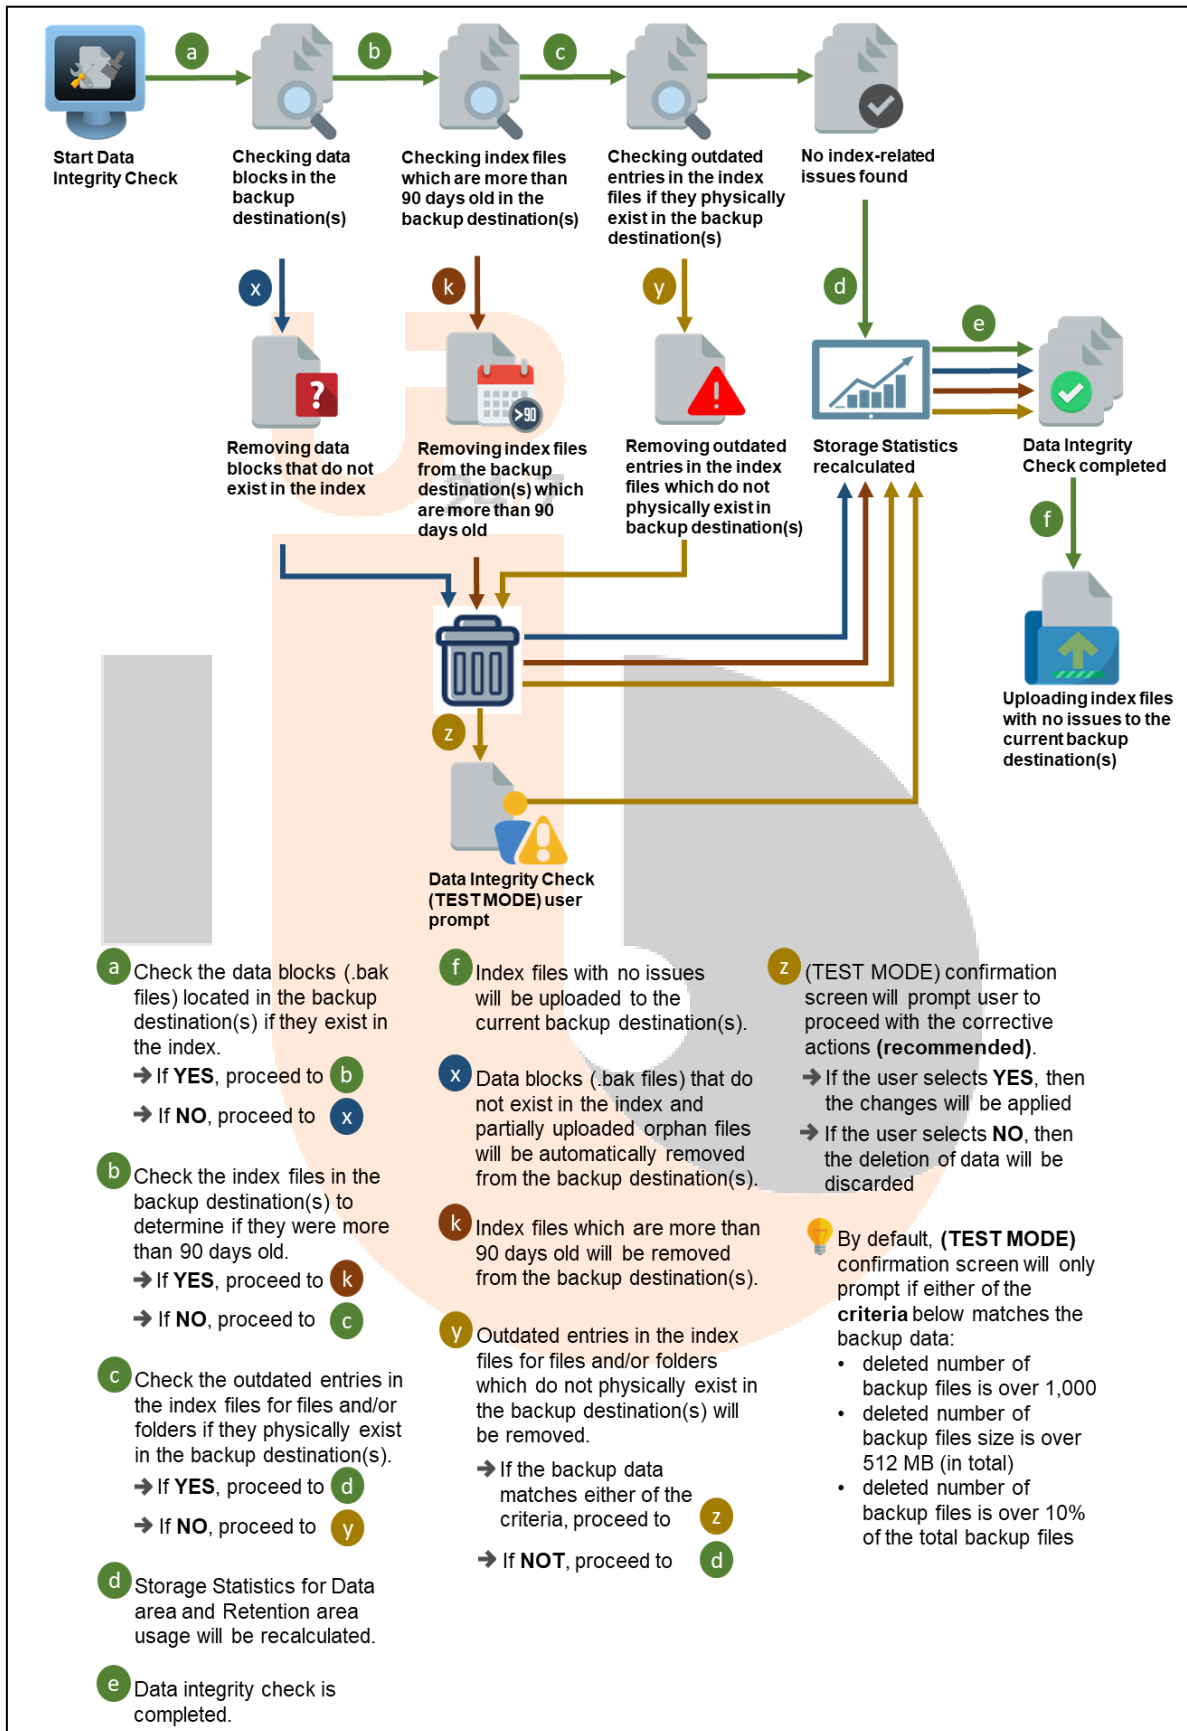 a
b
c
Start Data
Integrity Check
Checking data
blocks in the
backup
destination(s)
Checking index files
which are more than
90 days old in the
backup destination(s)
Checking outdated
entries in the index
files if they physically
exist in the backup
destination(s)
No index-related
issues found
x
k
y
d
e
?
>90
!
Removing data
blocks that do not
exist in the index
Removing index files
from the backup
destination(s) which
are more than 90
days old
Removing outdated
entries in the index
files which do not
physically exist in
backup destination(s)
Storage Statistics
recalculated
Data Integrity
Check completed
24/7
f
z
Uploading index files
with no issues to the
current backup
destination(s)
Data Integrity Check
(TEST MODE) user
prompt
a Check the data blocks (.bak
files) located in the backup
destination(s) if they exist in
the index.
➔ If YES, proceed to b
➔ If NO, proceed to x
b Check the index files in the
backup destination(s) to
determine if they were more
than 90 days old.
➔ If YES, proceed to k
➔ If NO, proceed to c
c Check the outdated entries in
the index files for files and/or
folders if they physically exist
in the backup destination(s).
➔ If YES, proceed to d
➔ If NO, proceed to y
d Storage Statistics for Data
area and Retention area
usage will be recalculated.
e Data integrity check is
completed.
f Index files with no issues
will be uploaded to the
current backup destination(s).
x Data blocks (.bak files) that do
not exist in the index and
partially uploaded orphan files
will be automatically removed
from the backup destination(s).
k Index files which are more than
90 days old will be removed
from the backup destination(s).
y Outdated entries in the index
files for files and/or folders
which do not physically exist in
the backup destination(s) will
be removed.
➔ If the backup data
matches either of the
criteria, proceed to z
➔ If NOT, proceed to d
z (TEST MODE) confirmation
screen will prompt user to
proceed with the corrective
actions (recommended).
➔ If the user selects YES, then
the changes will be applied
➔ If the user selects NO, then
the deletion of data will be
discarded
By default, (TEST MODE)
confirmation screen will only
prompt if either of the
criteria below matches the
backup data:
• deleted number of
backup files is over 1,000
• deleted number of
backup files size is over
512 MB (in total)
• deleted number of
backup files is over 10%
of the total backup files